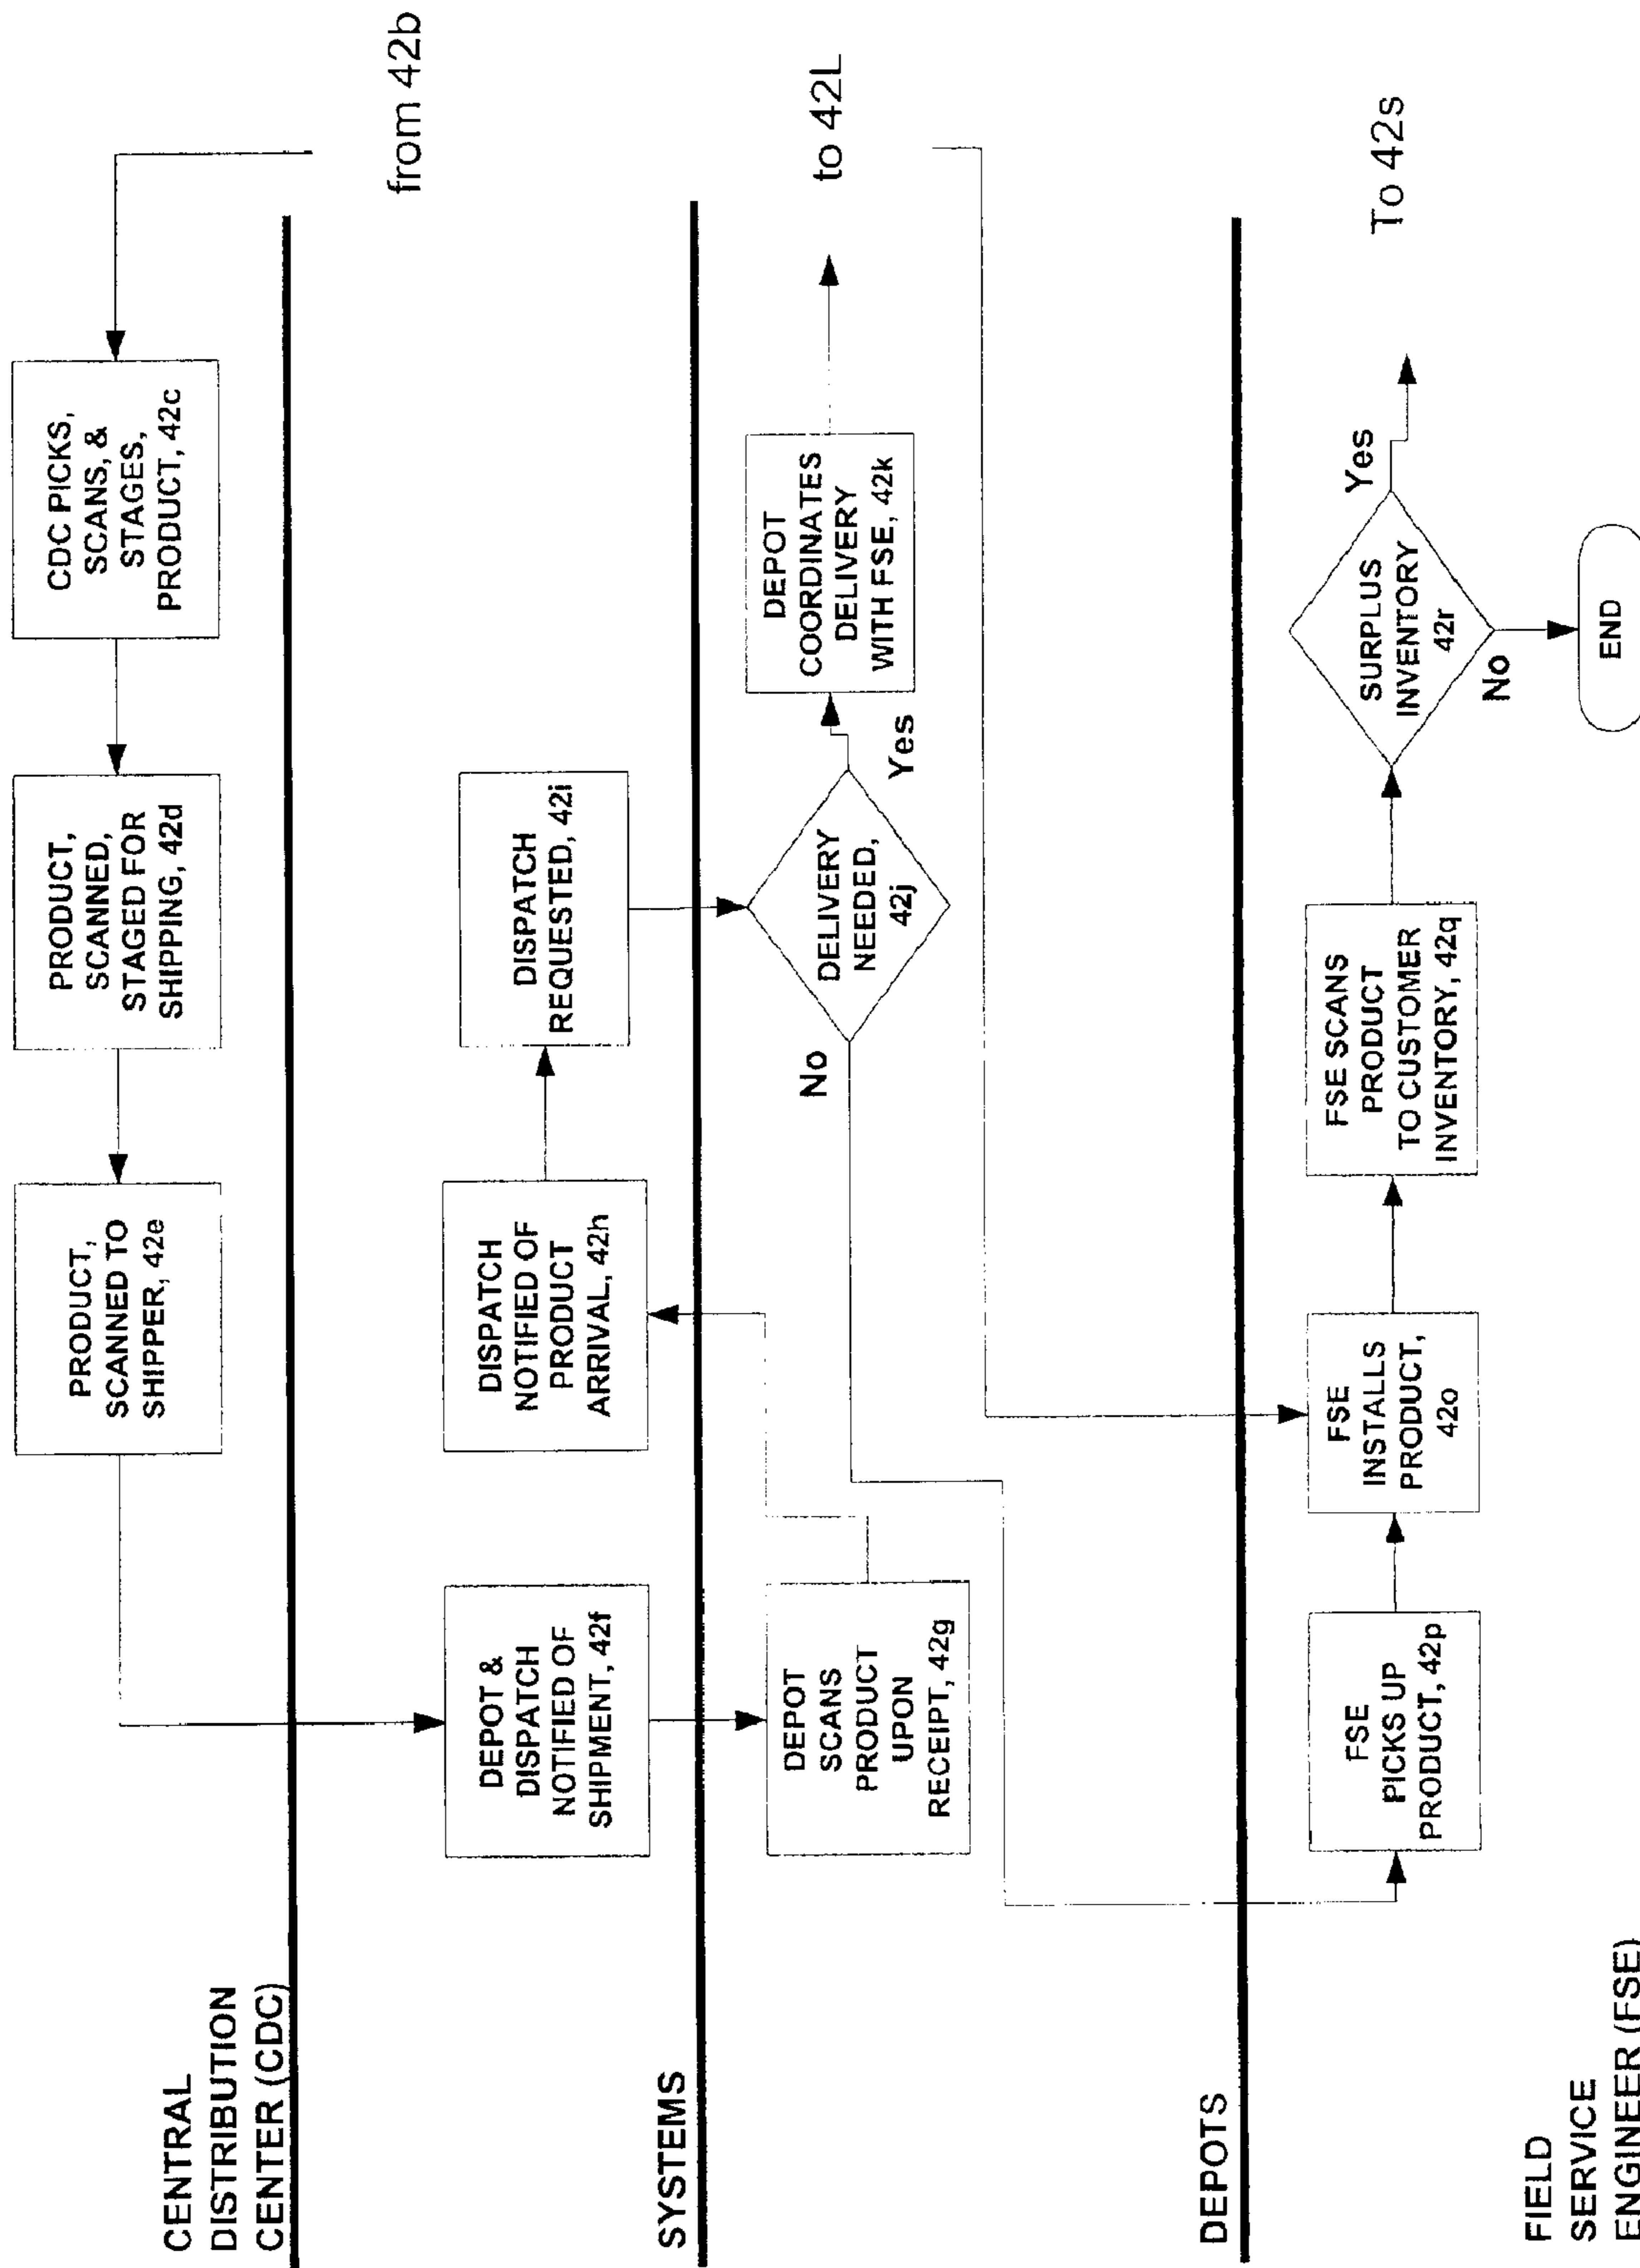 CENTRAL
DISTRIBUTION
CENTER (CDC)
PRODUCT,
SCANNED TO
SHIPPER, 42e
PRODUCT,
SCANNED,
STAGED FOR
SHIPPING, 42d
CDC PICKS,
SCANS, &
STAGES,
PRODUCT, 42c
from 42b
SYSTEMS
DEPOT &
DISPATCH
NOTIFIED OF
SHIPMENT, 42f
DISPATCH
NOTIFIED OF
PRODUCT
ARRIVAL, 42h
DISPATCH
REQUESTED, 42i
DEPOTS
DEPOT
SCANS
PRODUCT
UPON
RECEIPT, 42g
No
DELIVERY
NEEDED,
42j
Yes
DEPOT
COORDINATES
DELIVERY
WITH FSE, 42k
to 42L
FIELD
SERVICE
ENGINEER (FSE)
FSE
PICKS UP
PRODUCT, 42p
FSE
INSTALLS
PRODUCT,
42o
FSE SCANS
PRODUCT
TO CUSTOMER
INVENTORY, 42q
SURPLUS
INVENTORY
42r
Yes
No
To 42s
END